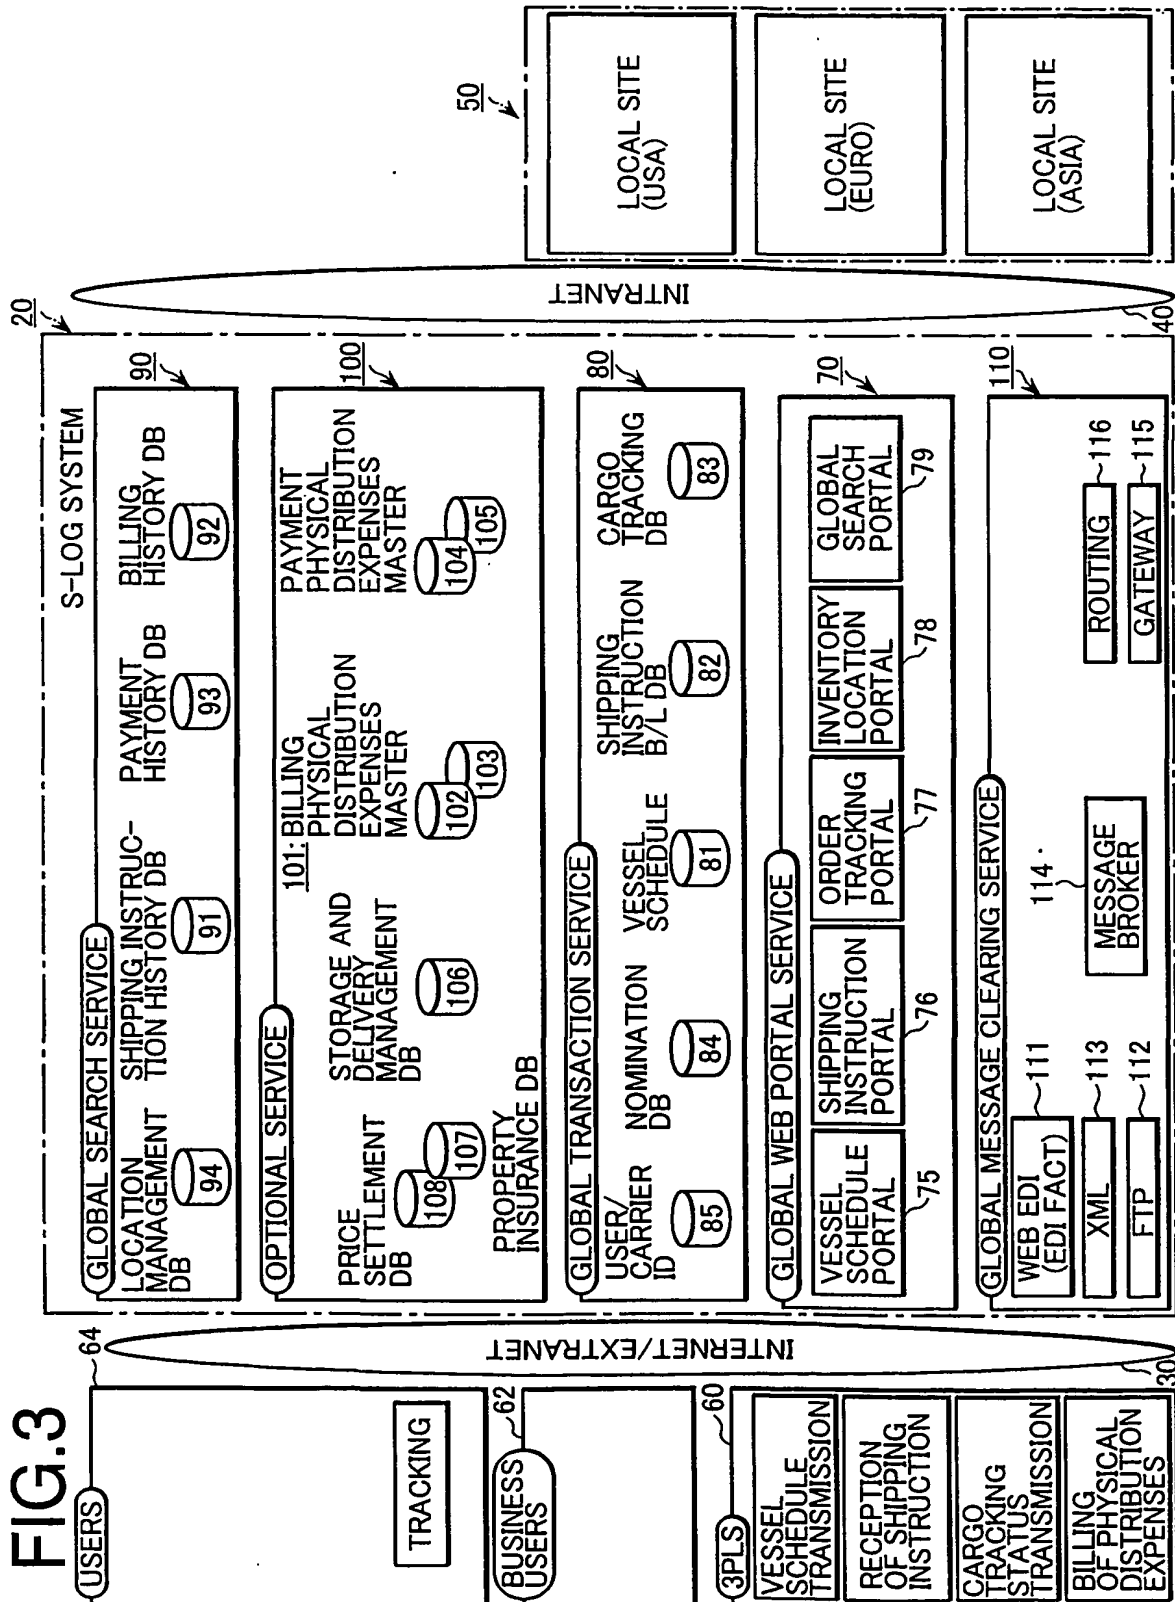 FIG.3
USERS
64
TRACKING
BUSINESS
USERS
62
3PLS
60
VESSEL
SCHEDULE
TRANSMISSION
RECEPTION
OF SHIPPING
INSTRUCTION
CARGO
TRACKING
STATUS
TRANSMISSION
BILLING
OF PHYSICAL
DISTRIBUTION
EXPENSES
INTERNET/EXTRANET
30
20
S-LOG SYSTEM
GLOBAL SEARCH SERVICE
90
LOCATION
MANAGEMENT
DB
94
SHIPPING INSTRUC-
TION HISTORY DB
91
PAYMENT
HISTORY DB
93
BILLING
HISTORY DB
92
OPTIONAL SERVICE
100
PRICE
SETTLEMENT
DB
108
107
PROPERTY
INSURANCE DB
STORAGE AND
DELIVERY
MANAGEMENT
DB
106
101: BILLING
PHYSICAL
DISTRIBUTION
EXPENSES
MASTER
102
103
PAYMENT
PHYSICAL
DISTRIBUTION
EXPENSES
MASTER
104
105
GLOBAL TRANSACTION SERVICE
80
USER/
CARRIER
ID
85
NOMINATION
DB
84
VESSEL
SCHEDULE
81
SHIPPING
INSTRUCTION
B/L DB
82
CARGO
TRACKING
DB
83
GLOBAL WEB PORTAL SERVICE
70
VESSEL
SCHEDULE
PORTAL
75
SHIPPING
INSTRUCTION
PORTAL
76
ORDER
TRACKING
PORTAL
77
INVENTORY
LOCATION
PORTAL
78
GLOBAL
SEARCH
PORTAL
79
GLOBAL MESSAGE CLEARING SERVICE
110
WEB EDI
(EDI FACT)
111
XML
113
FTP
112
114
MESSAGE
BROKER
ROUTING
116
GATEWAY
115
INTRANET
40
50
LOCAL SITE
(USA)
LOCAL SITE
(EURO)
LOCAL SITE
(ASIA)